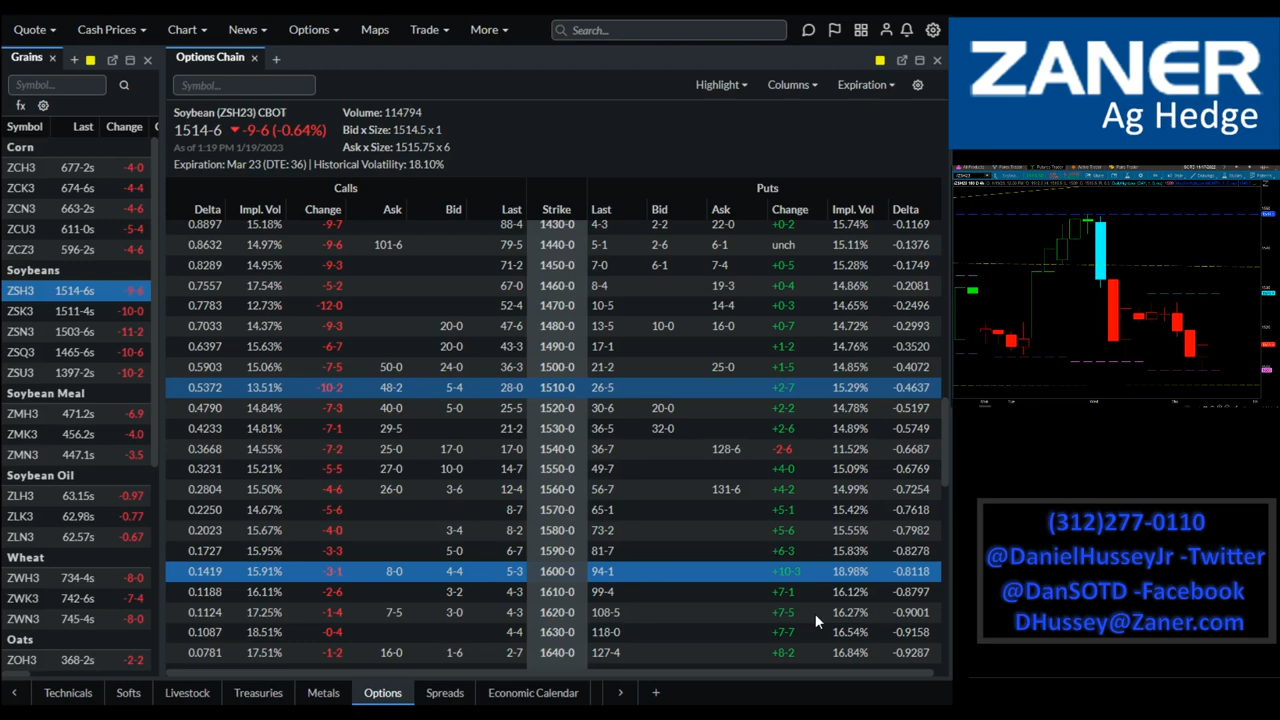 Quote Cash Prices Chart News Options Maps Trade More Search...
Grains Options Chain
Symbol... Symbol... Highlight Columns Expiration
fx
Symbol Last Change C
Corn
ZCH3 677-2s -4-0
ZCK3 674-6s -4-4
ZCN3 663-2s -4-6
ZCU3 611-0s -5-4
ZCZ3 596-2s -4-6
Soybeans
ZSH3 1514-6s -9-6
ZSK3 1511-4s -10-0
ZSN3 1503-6s -11-2
ZSQ3 1465-6s -10-6
ZSU3 1397-2s -10-2
Soybean Meal
ZMH3 471.2s -6.9
ZMK3 456.2s -4.0
ZMN3 447.1s -3.5
Soybean Oil
ZLH3 63.15s -0.97
ZLK3 62.98s -0.77
ZLN3 62.57s -0.67
Wheat
ZWH3 734-4s -8-0
ZWK3 742-6s -7-4
ZWN3 745-4s -8-0
Oats
ZOH3 368-2s -2-2
Soybean (ZSH23) CBOT
1514-6 -9-6 (-0.64%)
As of 1:19 PM 1/19/2023
Volume: 114794
Bid x Size: 1514.5 x 1
Ask x Size: 1515.75 x 6
Expiration: Mar 23 (DTE: 36) | Historical Volatility: 18.10%
Calls Puts
Delta Impl. Vol Change Ask Bid Last Strike Last Bid Ask Change Impl. Vol Delta
0.8897 15.18% -9-7 88-4 1430-0 4-3 2-2 22-0 +0-2 15.74% -0.1169
0.8632 14.97% -9-6 101-6 79-5 1440-0 5-1 2-6 6-1 unch 15.11% -0.1376
0.8289 14.95% -9-3 71-2 1450-0 7-0 6-1 7-4 +0-5 15.28% -0.1749
0.7557 17.54% -5-2 67-0 1460-0 8-4 19-3 +0-4 14.86% -0.2081
0.7783 12.73% -12-0 52-4 1470-0 10-5 14-4 +0-3 14.65% -0.2496
0.7033 14.37% -9-3 20-0 47-6 1480-0 13-5 10-0 16-0 +0-7 14.72% -0.2993
0.6397 15.63% -6-7 20-0 43-3 1490-0 17-1 +1-2 14.76% -0.3520
0.5903 14.87% -7-5 50-0 24-0 36-3 1500-0 21-2 25-0 +1-5 14.85% -0.4072
0.5372 13.51% -10-2 48-2 5-4 28-0 1510-0 26-5 +2-7 15.29% -0.4637
0.4790 14.84% -7-3 40-0 5-0 25-5 1520-0 30-6 20-0 +2-2 14.78% -0.5197
0.4233 14.81% -7-1 29-5 21-5 1530-0 36-5 32-0 +2-6 14.89% -0.5749
0.3668 14.55% -7-2 25-0 17-0 17-0 1540-0 36-7 128-6 -2-6 11.52% -0.6687
0.3231 15.21% -5-5 27-0 10-0 14-7 1550-0 49-7 +4-0 15.09% -0.6769
0.2804 15.50% -4-6 26-0 3-6 12-4 1560-0 56-7 131-6 +4-2 14.99% -0.7254
0.2250 14.67% -5-6 8-7 1570-0 65-1 +5-1 15.42% -0.7618
0.2023 15.67% -4-0 3-4 8-2 1580-0 73-2 +5-6 15.55% -0.7982
0.1727 15.95% -3-3 5-0 6-7 1590-0 81-7 +6-3 15.83% -0.8278
0.1419 15.91% -3-1 8-0 4-4 5-3 1600-0 94-1 +10-3 18.98% -0.8118
0.1188 16.11% -2-6 3-2 4-3 1610-0 99-4 +7-1 16.12% -0.8797
0.1124 17.25% -1-4 7-5 3-0 4-3 1620-0 108-5 +7-5 16.27% -0.9001
0.1087 18.51% -0-4 4-4 1630-0 118-0 +7-7 16.54% -0.9158
0.0781 17.51% -1-2 16-0 1-6 2-7 1640-0 127-4 +8-2 16.84% -0.9287
Technicals Softs Livestock Treasuries Metals Options Spreads Economic Calendar
ZANER
Ag Hedge
(312)277-0110
@DanielHusseyJr -Twitter
@DanSOTD -Facebook
DHussey@Zaner.com